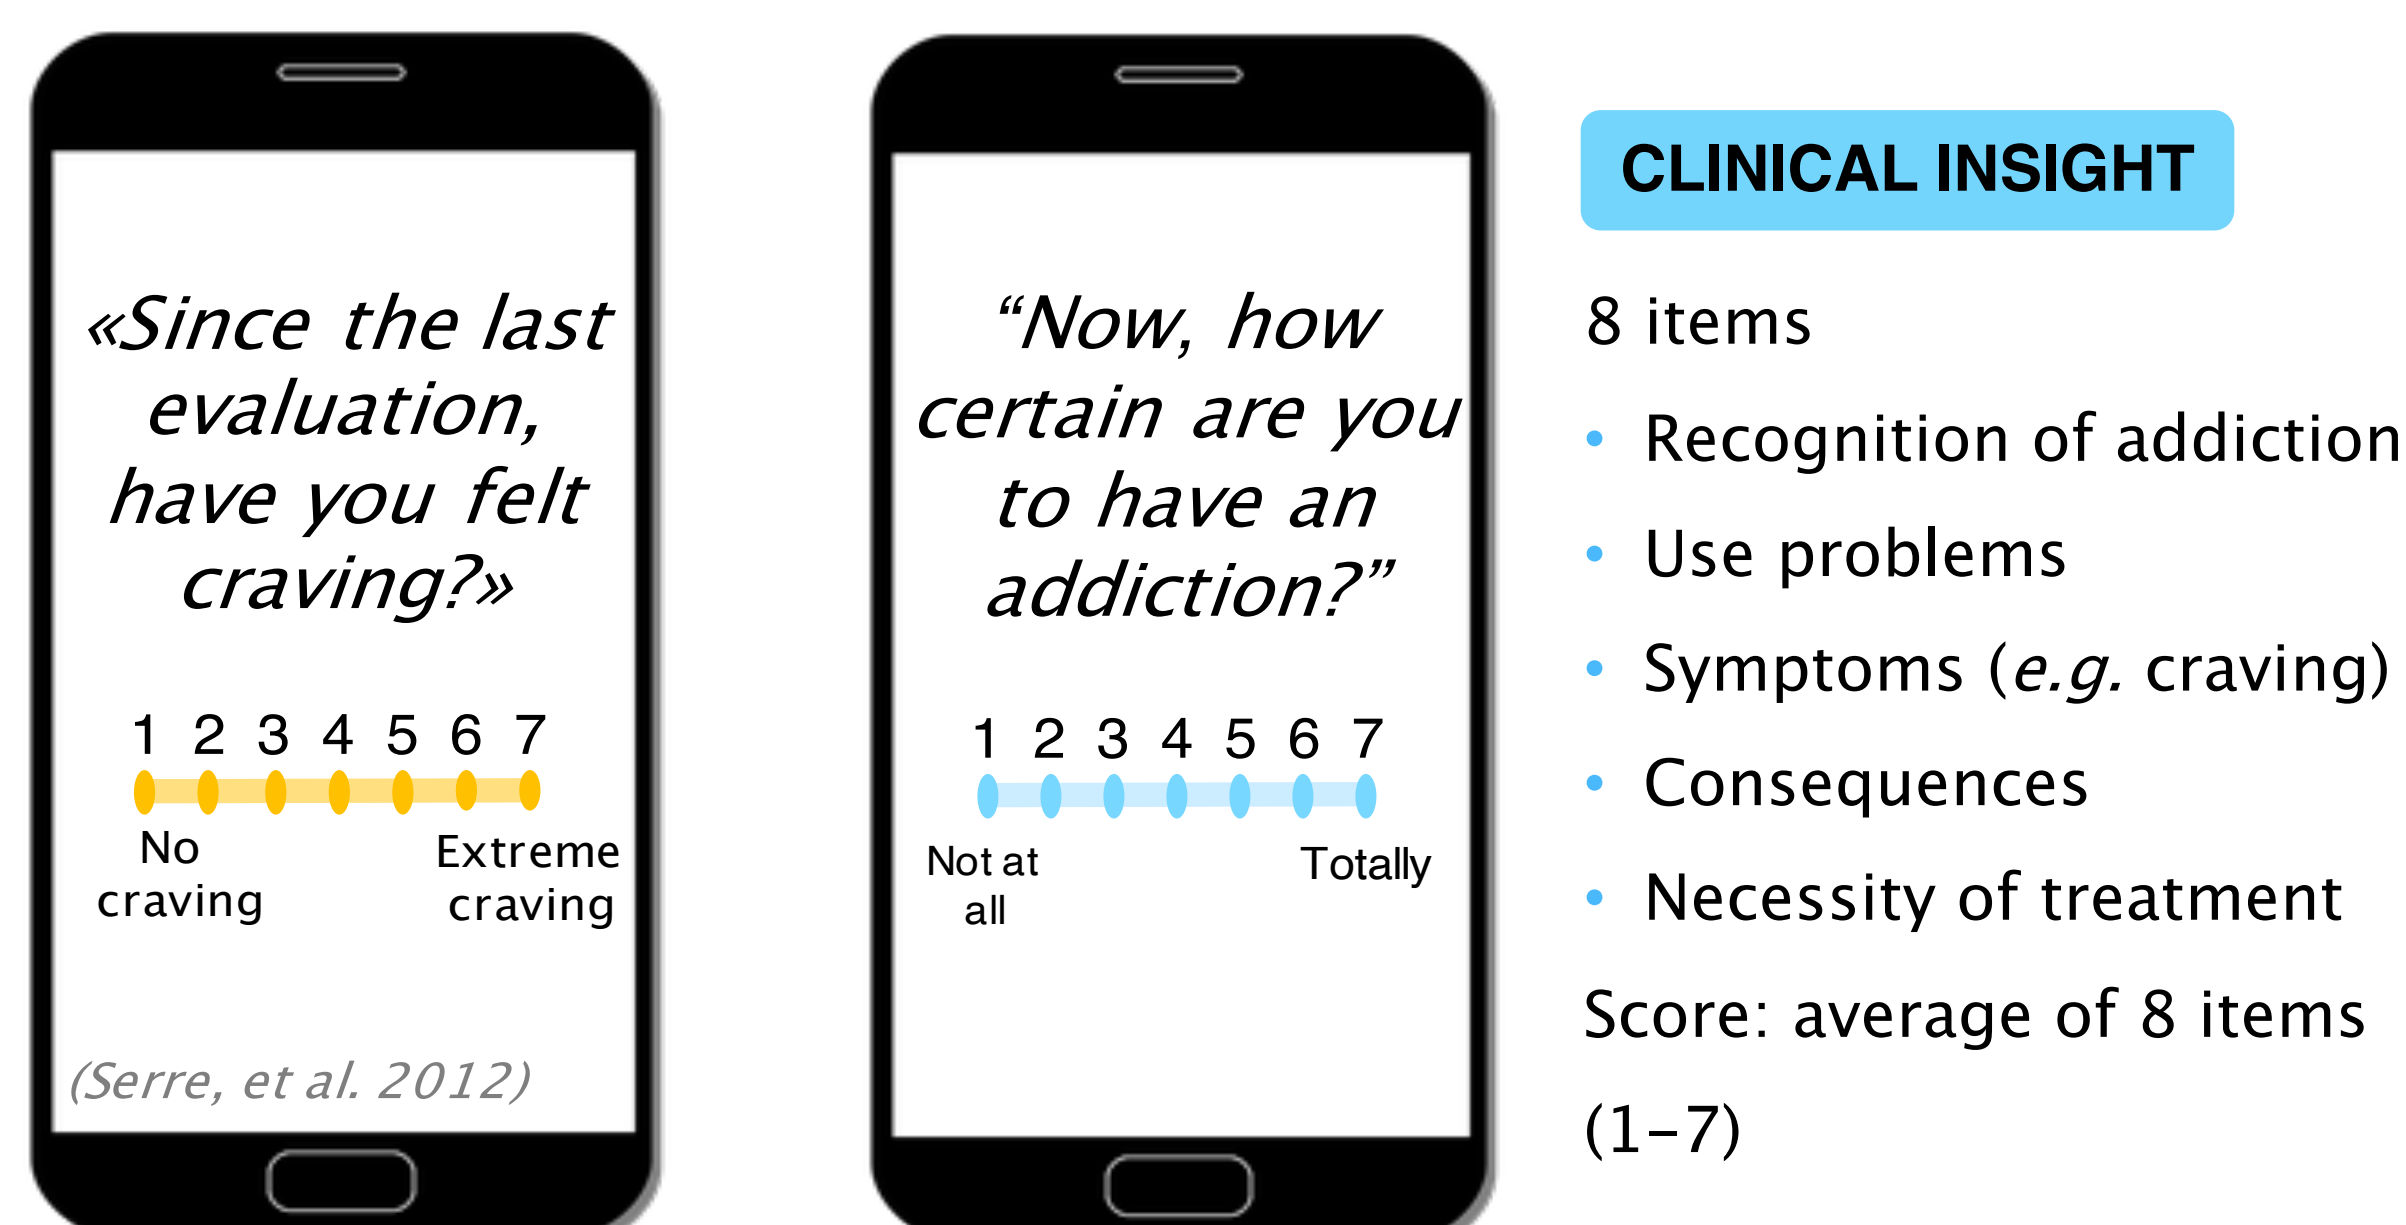 «Since the last
evaluation,
have you felt
craving?»
1 2 3 4 5 6 7
No
craving
Extreme
craving
(Serre, et al. 2012)
“Now, how
certain are you
to have an
addiction?”
1 2 3 4 5 6 7
Not at
all
Totally
CLINICAL INSIGHT
8 items
• Recognition of addiction
• Use problems
• Symptoms (e.g. craving)
• Consequences
• Necessity of treatment
Score: average of 8 items
(1-7)